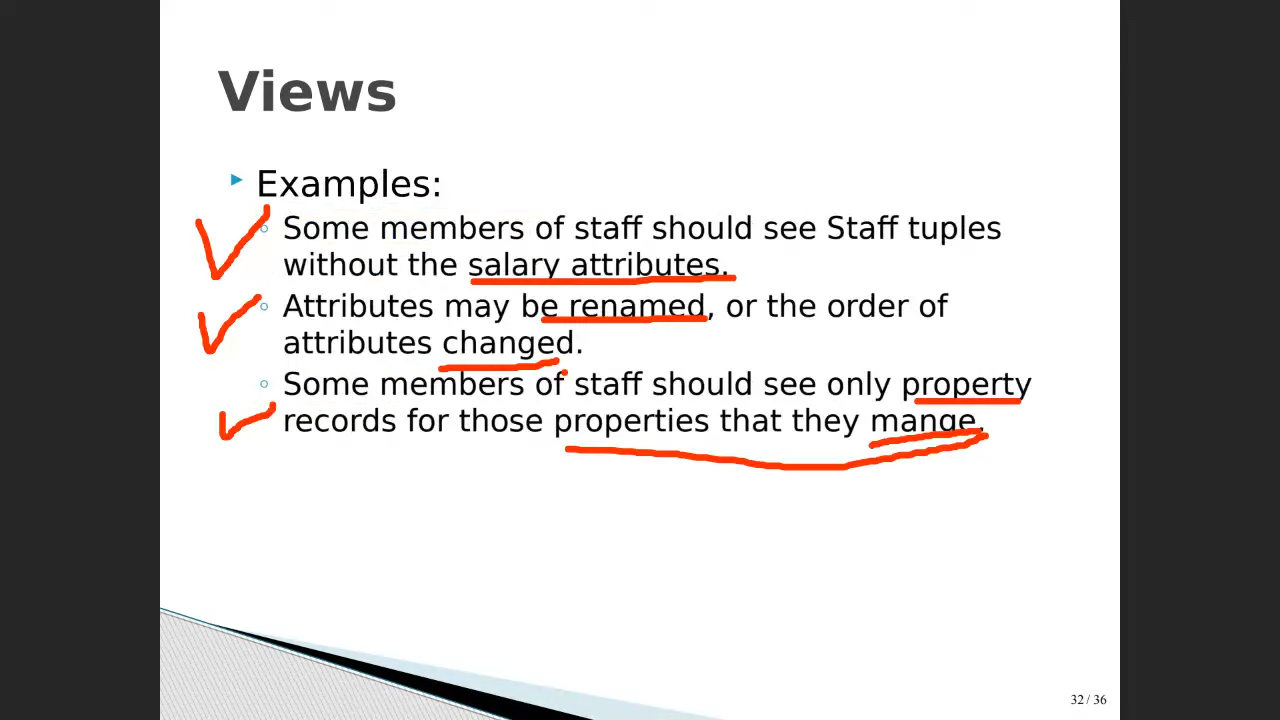 Views
Examples:
Some members of staff should see Staff tuples
without the salary attributes.
Attributes may be renamed, or the order of
attributes changed.
Some members of staff should see only property
records for those properties that they mange.
32 / 36